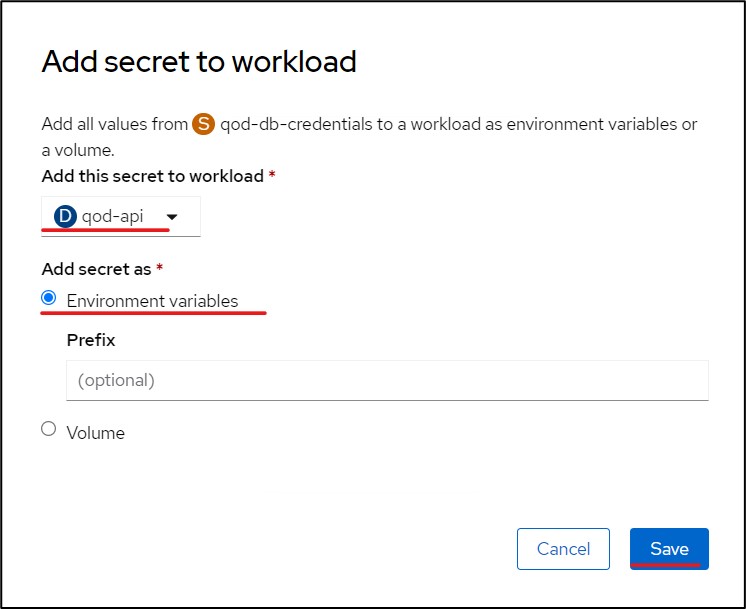 Add secret to workload
Add all values from S qod-db-credentials to a workload as environment variables or
a volume.
Add this secret to workload *
D qod-api
Add secret as *
Environment variables
Prefix
(optional)
Volume
Cancel
Save